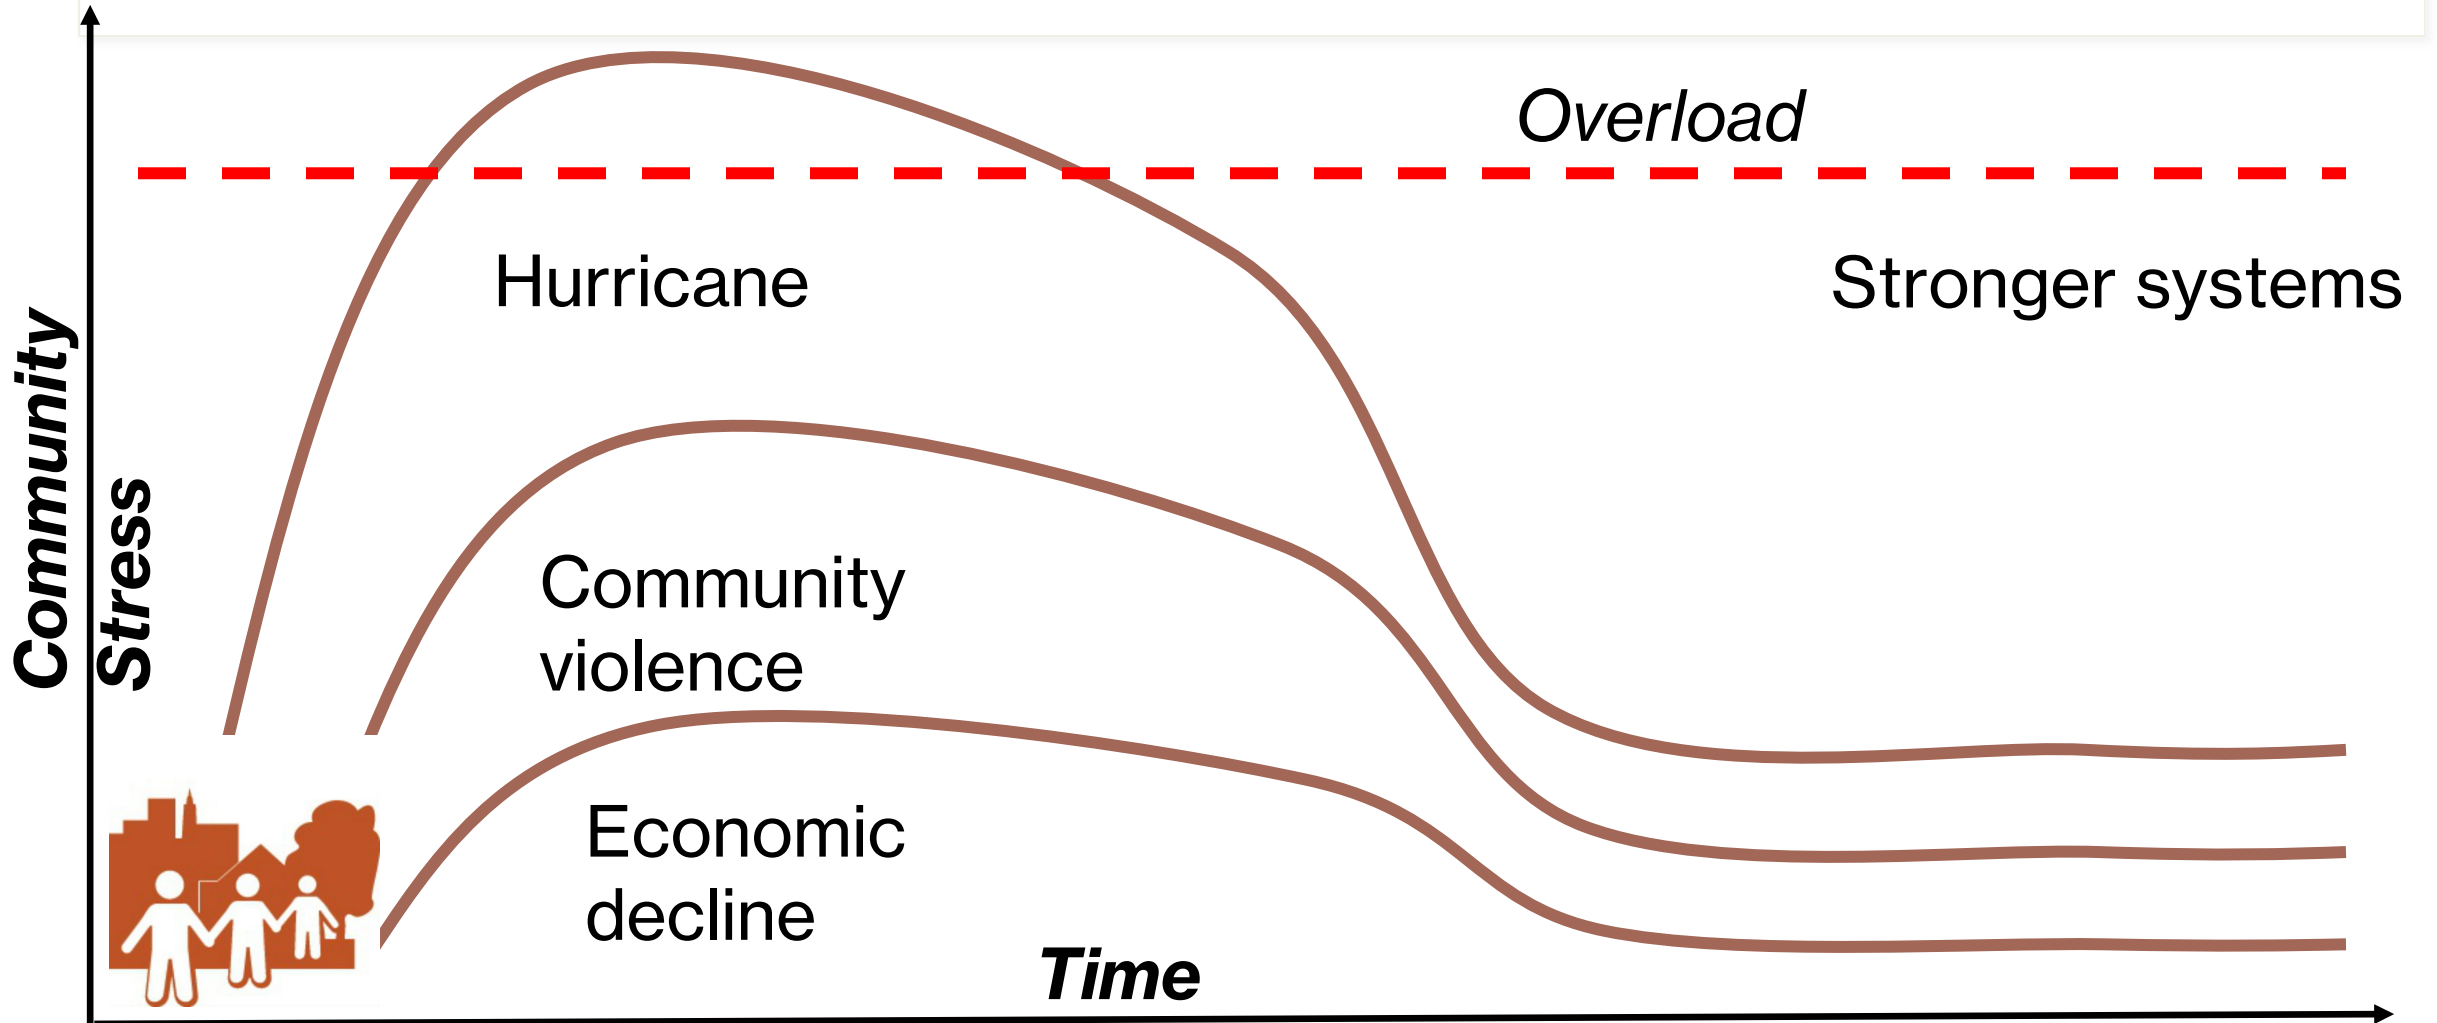 Overload
Hurricane
Stronger systems
Community
Stress
Community
violence
Economic
decline
Time